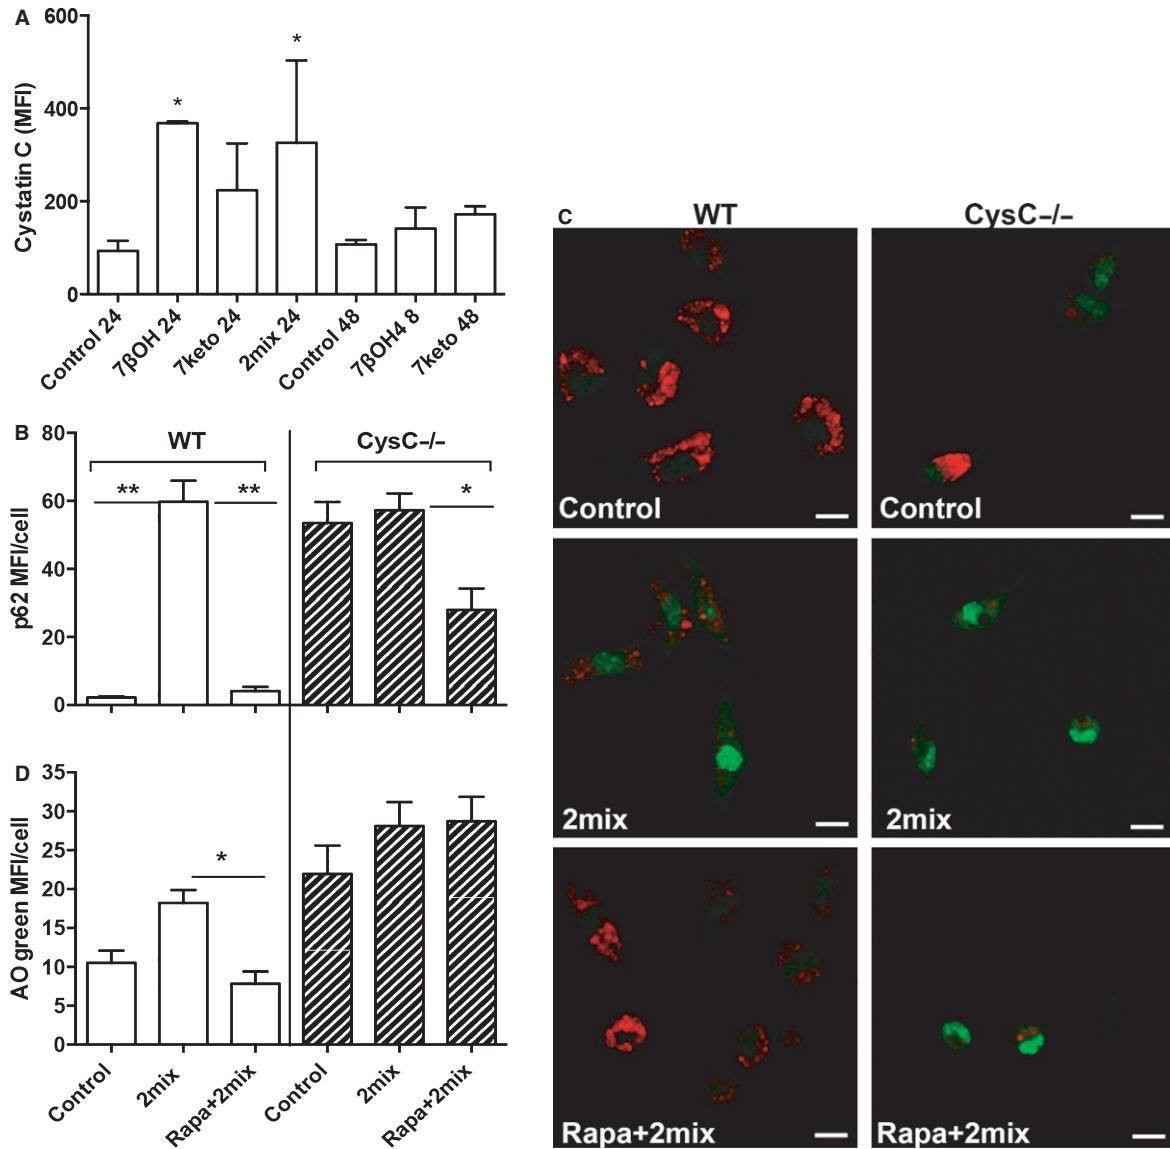 A
600
400
200
0
Cystatin C (MFI)
*
*
Control 24
7βOH 24
7keto 24
2mix 24
Control 48
7βOH4 8
7keto 48
B
80
60
40
20
0
p62 MFI/cell
WT
CysC–/–
**
**
*
D
35
30
25
20
15
10
5
0
AO green MFI/cell
*
Control
2mix
Rapa+2mix
Control
2mix
Rapa+2mix
C
WT
CysC–/–
Control
Control
2mix
2mix
Rapa+2mix
Rapa+2mix